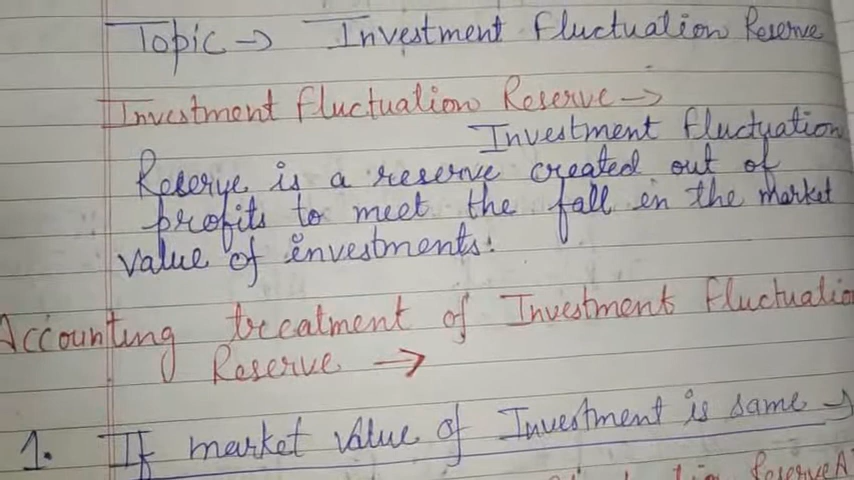 Topic → Investment Fluctuation Reserve
Investment Fluctuation Reserve →
Investment Fluctuation
Reserve is a reserve created out of
profits to meet the fall in the market
value of investments.
Accounting treatment of Investment Fluctuation
Reserve →
1. If market value of Investment is same →
Reserve A